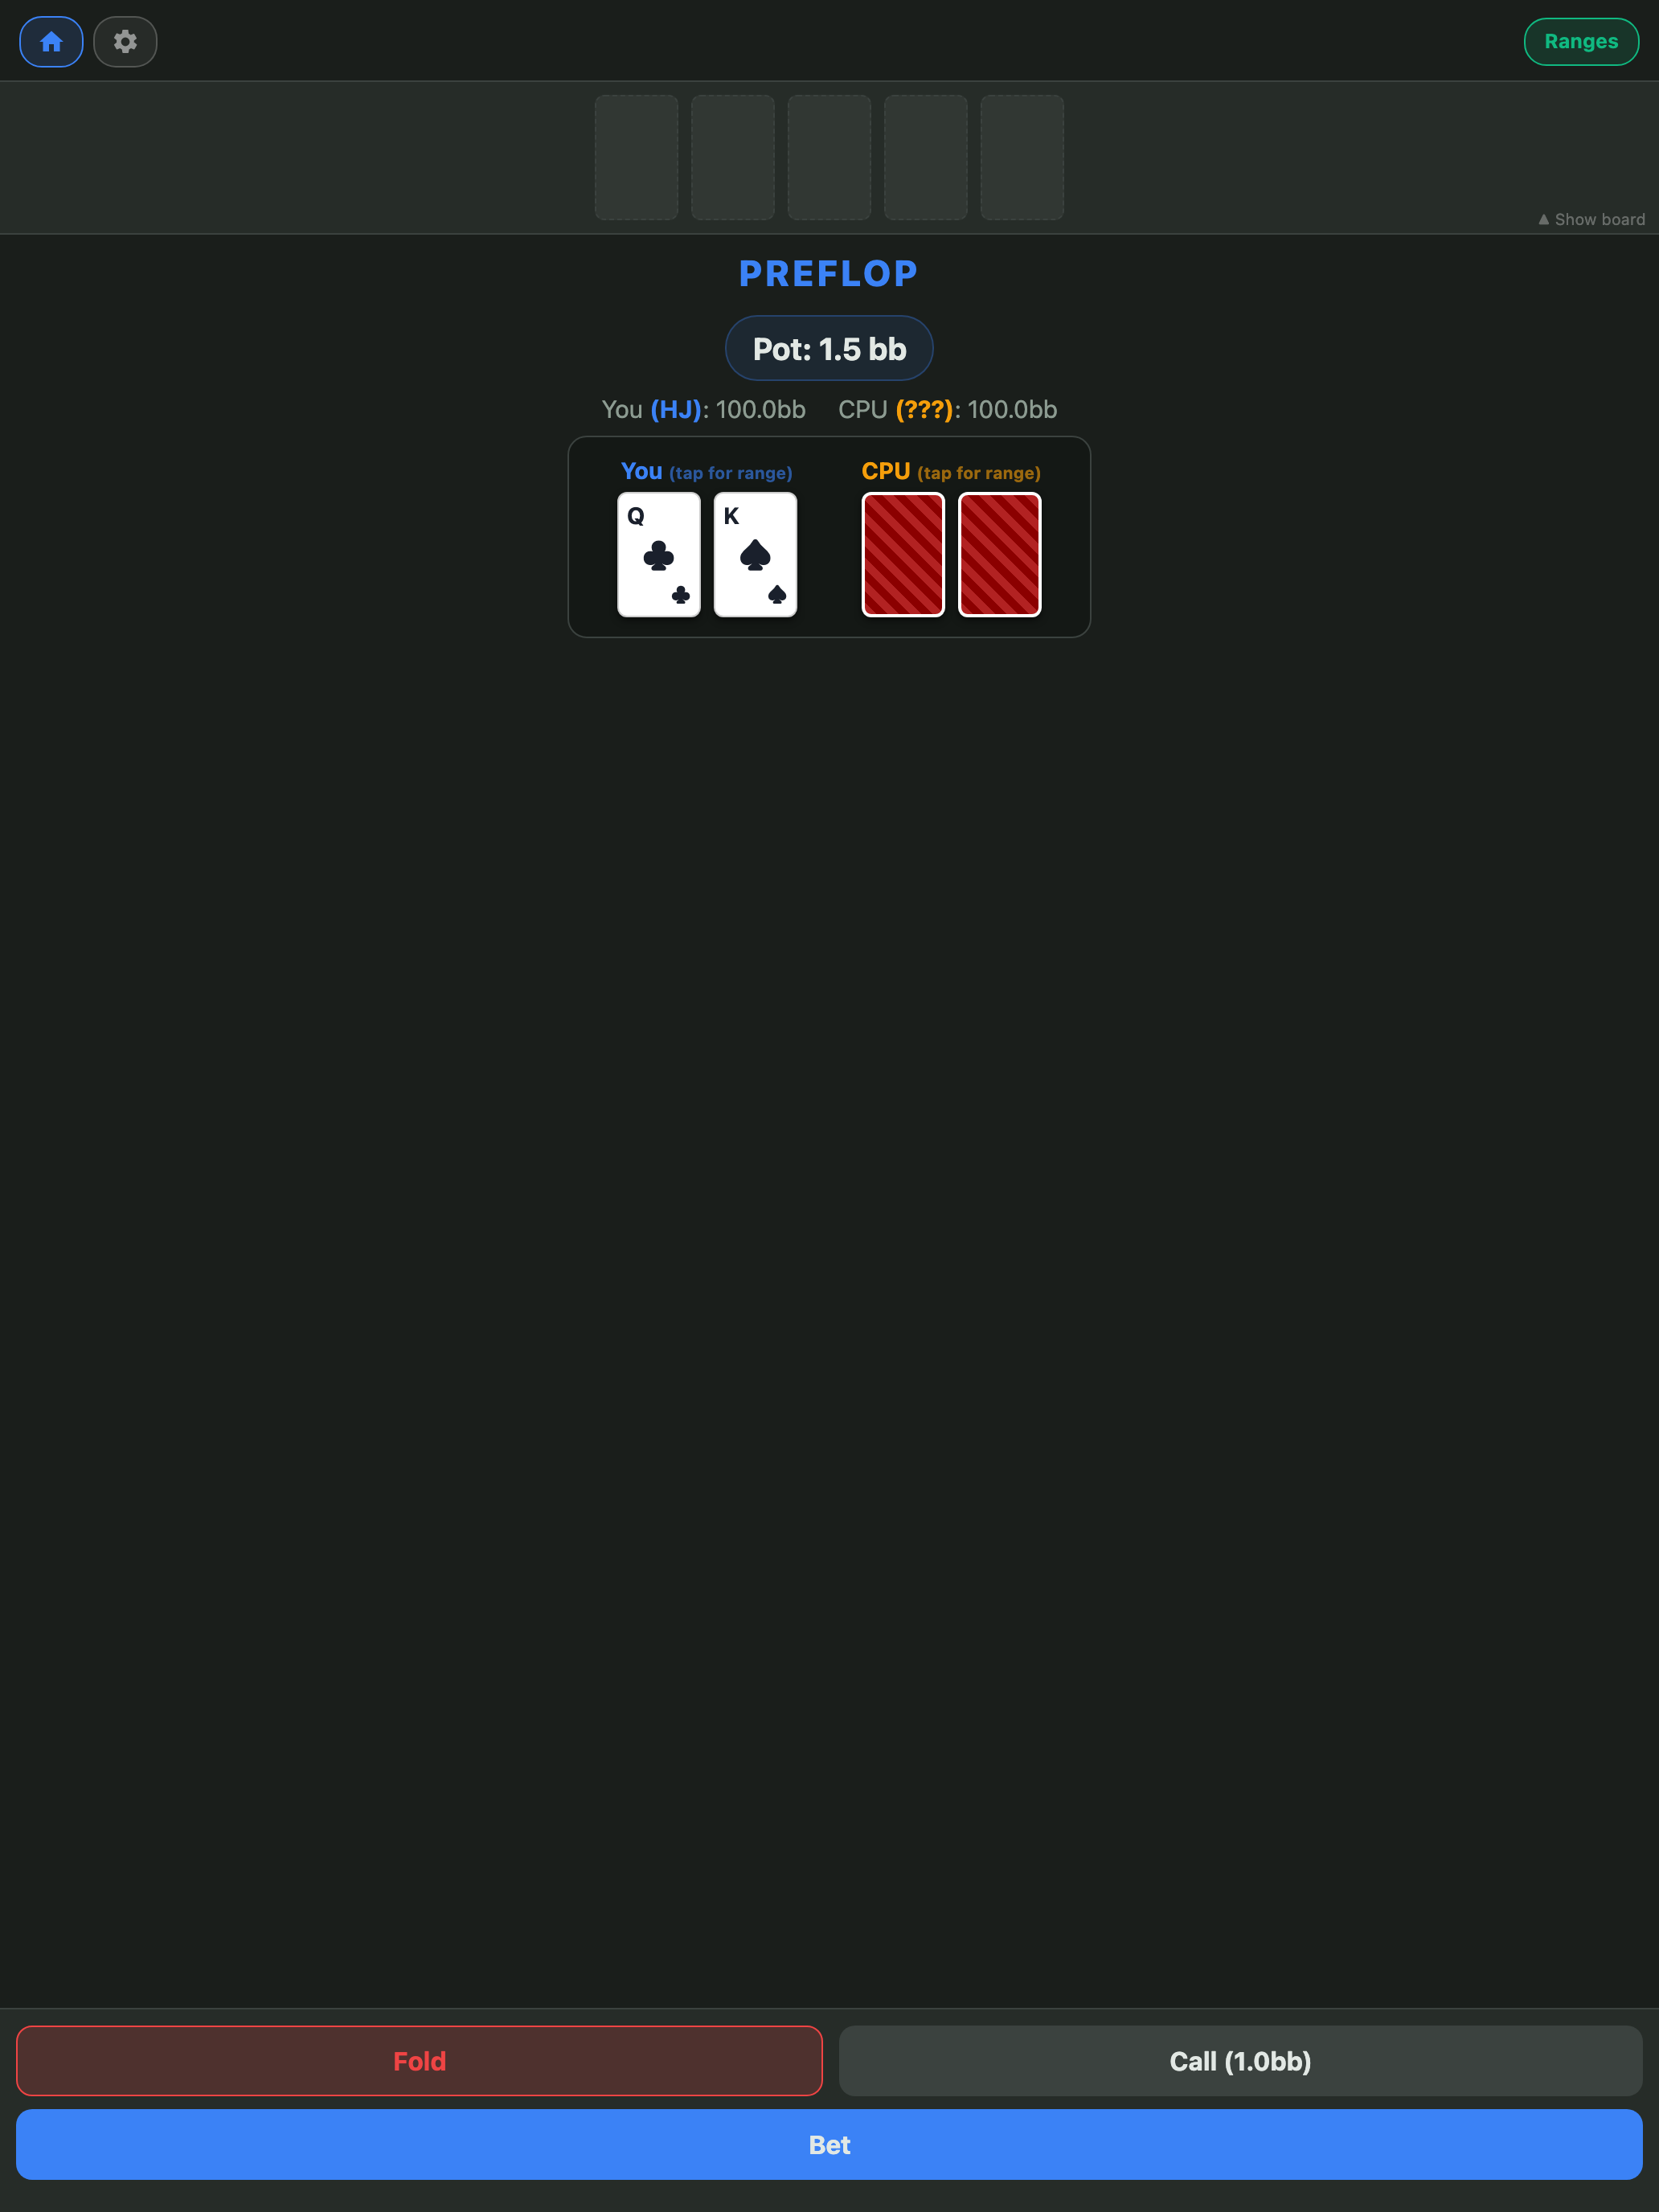 Ranges
▲ Show board
PREFLOP
Pot: 1.5 bb
You (HJ): 100.0bb CPU (???): 100.0bb
You (tap for range) CPU (tap for range)
Q K
Fold Call (1.0bb)
Bet